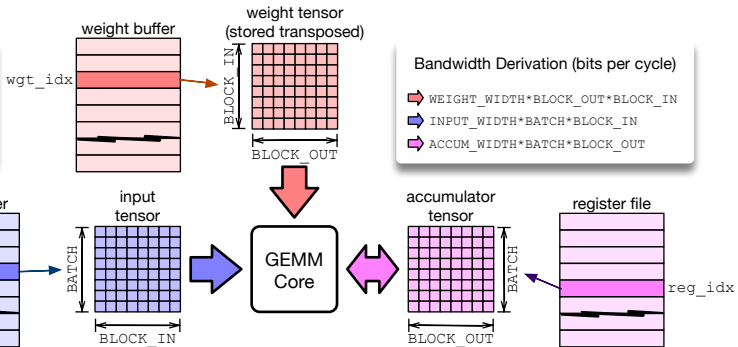 weight buffer
weight tensor
(stored transposed)
wgt_idx
BLOCK_IN
BLOCK_OUT
Bandwidth Derivation (bits per cycle)
WEIGHT_WIDTH*BLOCK_OUT*BLOCK_IN
INPUT_WIDTH*BATCH*BLOCK_IN
ACCUM_WIDTH*BATCH*BLOCK_OUT
input
tensor
BATCH
BLOCK_IN
GEMM
Core
accumulator
tensor
BATCH
BLOCK_OUT
register file
reg_idx